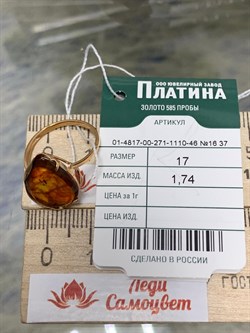 ООО ЮВЕЛИРНЫЙ ЗАВОД
ПЛАТИНА
ЗОЛОТО 585 ПРОБЫ
АРТИКУЛ
01-4817-00-271-1110-46 №16 37
РАЗМЕР 17
МАССА ИЗД. 1,74
ЦЕНА за 1г
ЦЕНА ИЗД.
СДЕЛАНО В РОССИИ
Леди
Самоцвет